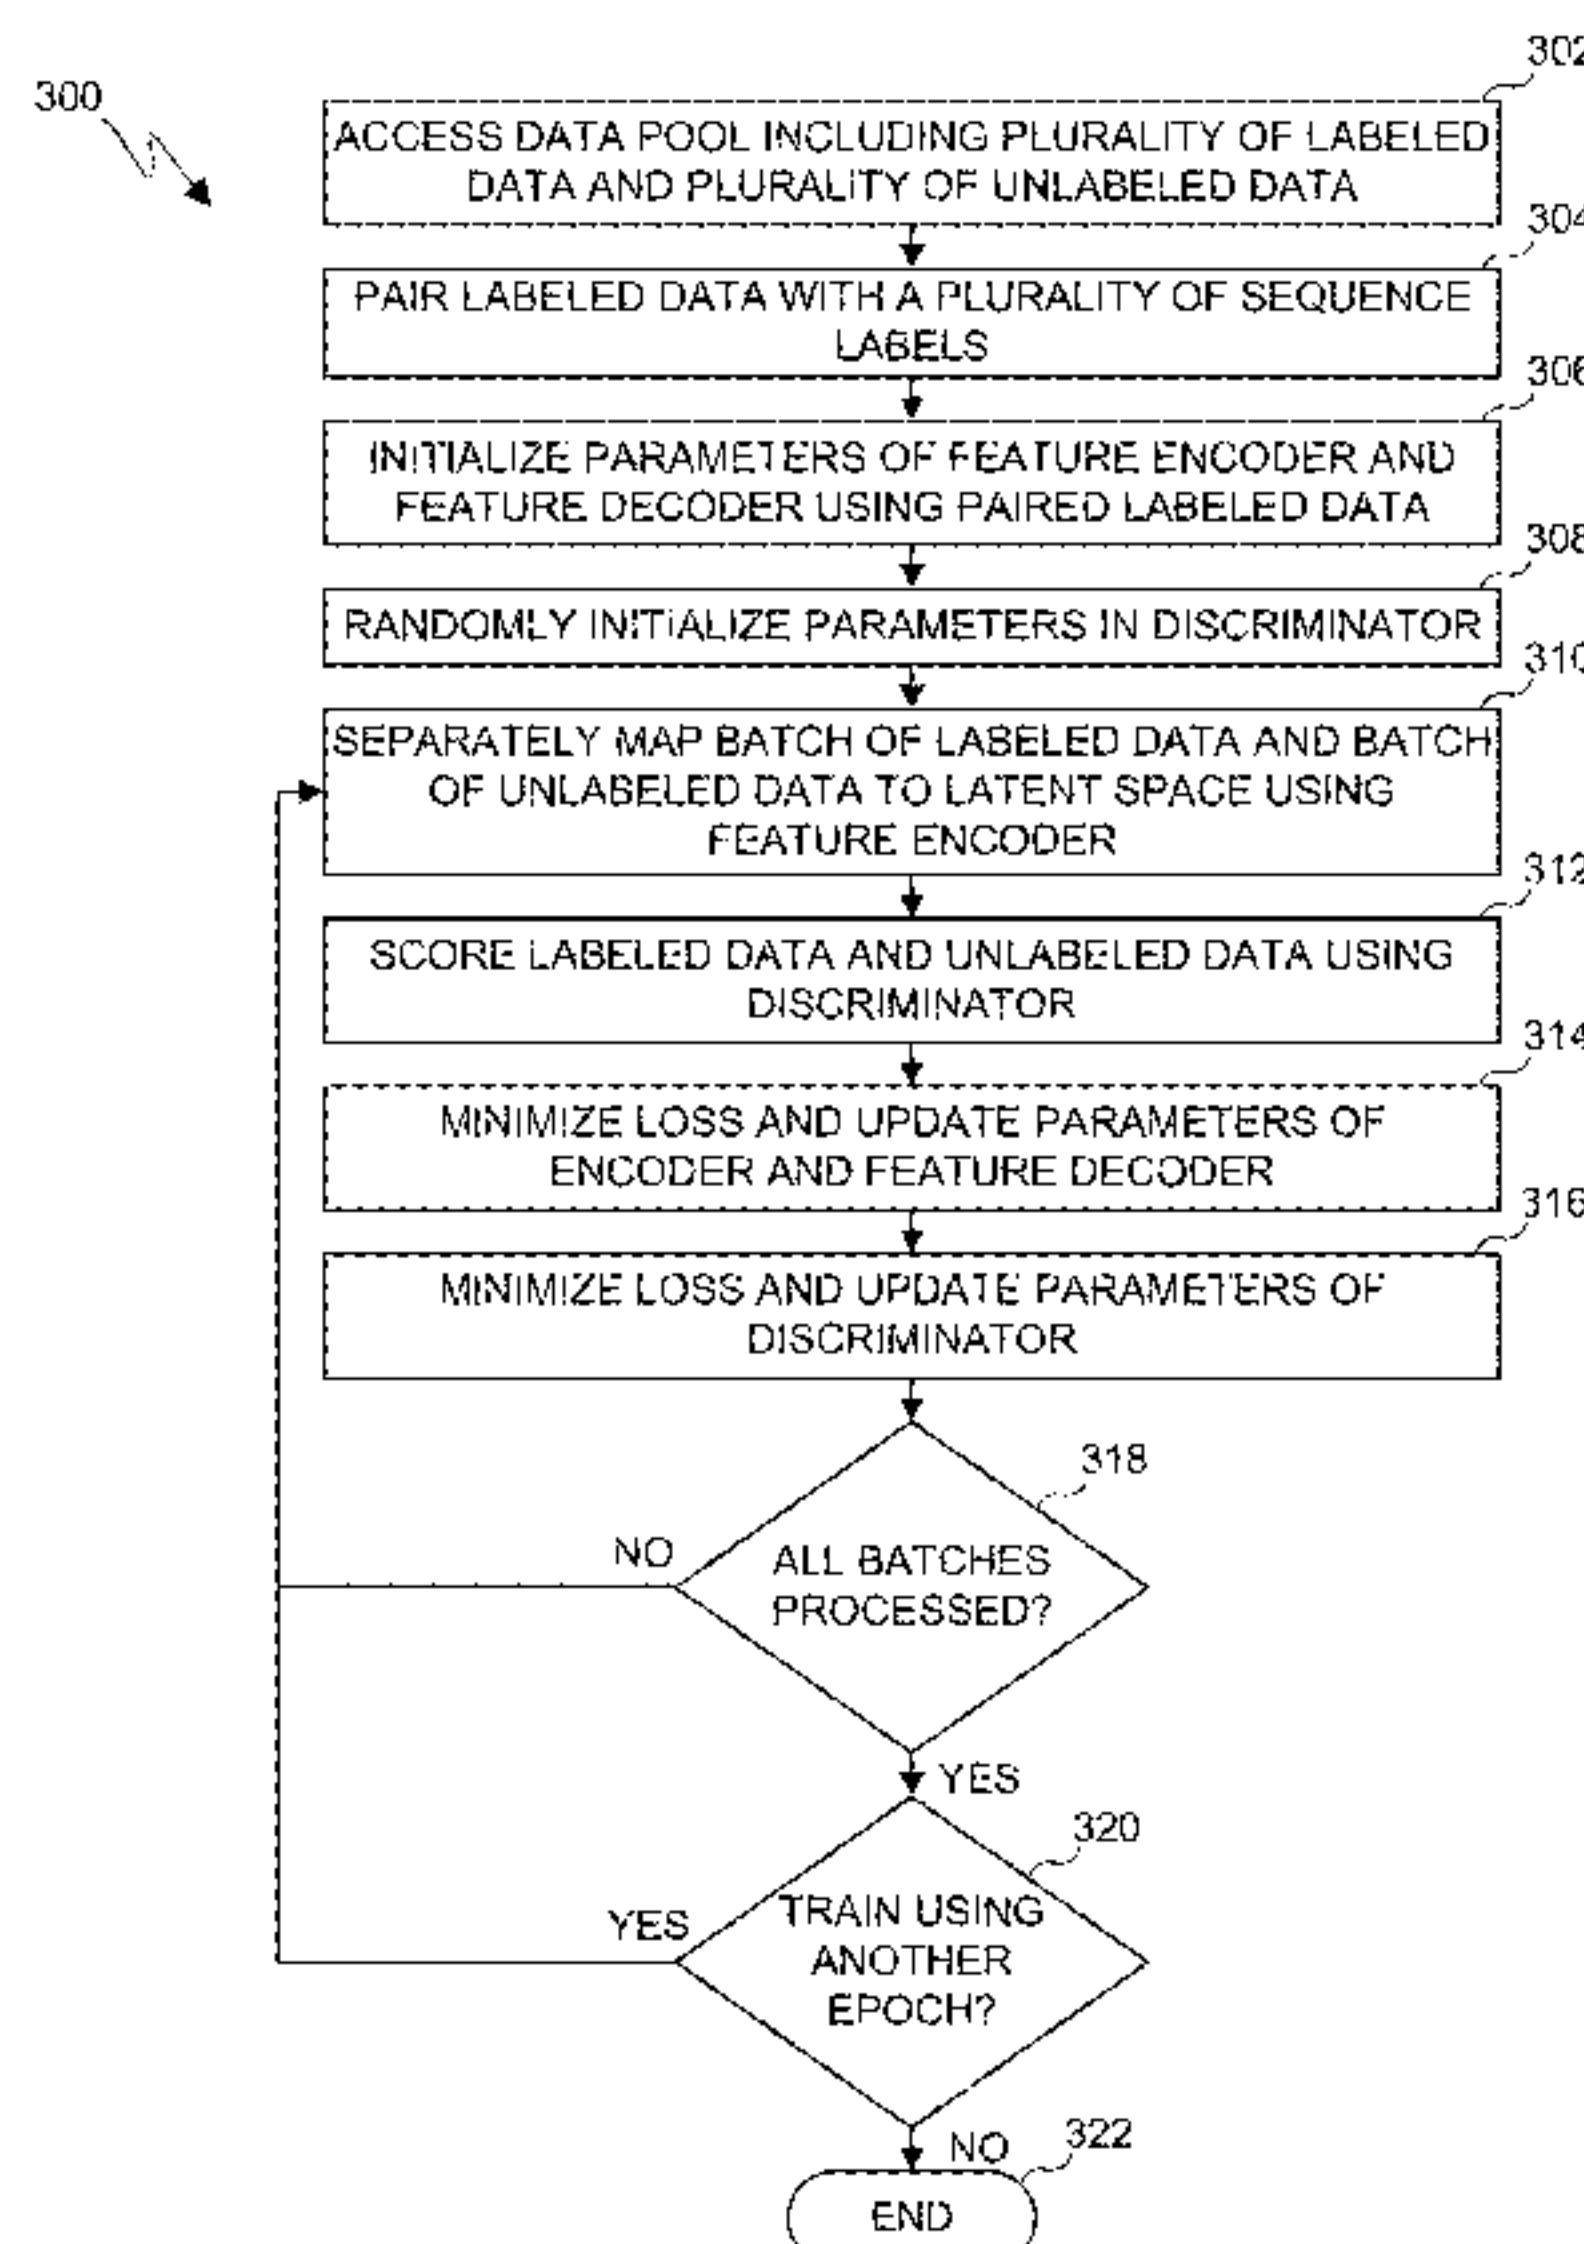 300
302
ACCESS DATA POOL INCLUDING PLURALITY OF LABELED
DATA AND PLURALITY OF UNLABELED DATA
304
PAIR LABELED DATA WITH A PLURALITY OF SEQUENCE
LABELS
306
INITIALIZE PARAMETERS OF FEATURE ENCODER AND
FEATURE DECODER USING PAIRED LABELED DATA
308
RANDOMLY INITIALIZE PARAMETERS IN DISCRIMINATOR
310
SEPARATELY MAP BATCH OF LABELED DATA AND BATCH
OF UNLABELED DATA TO LATENT SPACE USING
FEATURE ENCODER
312
SCORE LABELED DATA AND UNLABELED DATA USING
DISCRIMINATOR
314
MINIMIZE LOSS AND UPDATE PARAMETERS OF
ENCODER AND FEATURE DECODER
316
MINIMIZE LOSS AND UPDATE PARAMETERS OF
DISCRIMINATOR
318
NO
ALL BATCHES
PROCESSED?
YES
320
YES
TRAIN USING
ANOTHER
EPOCH?
NO
322
END